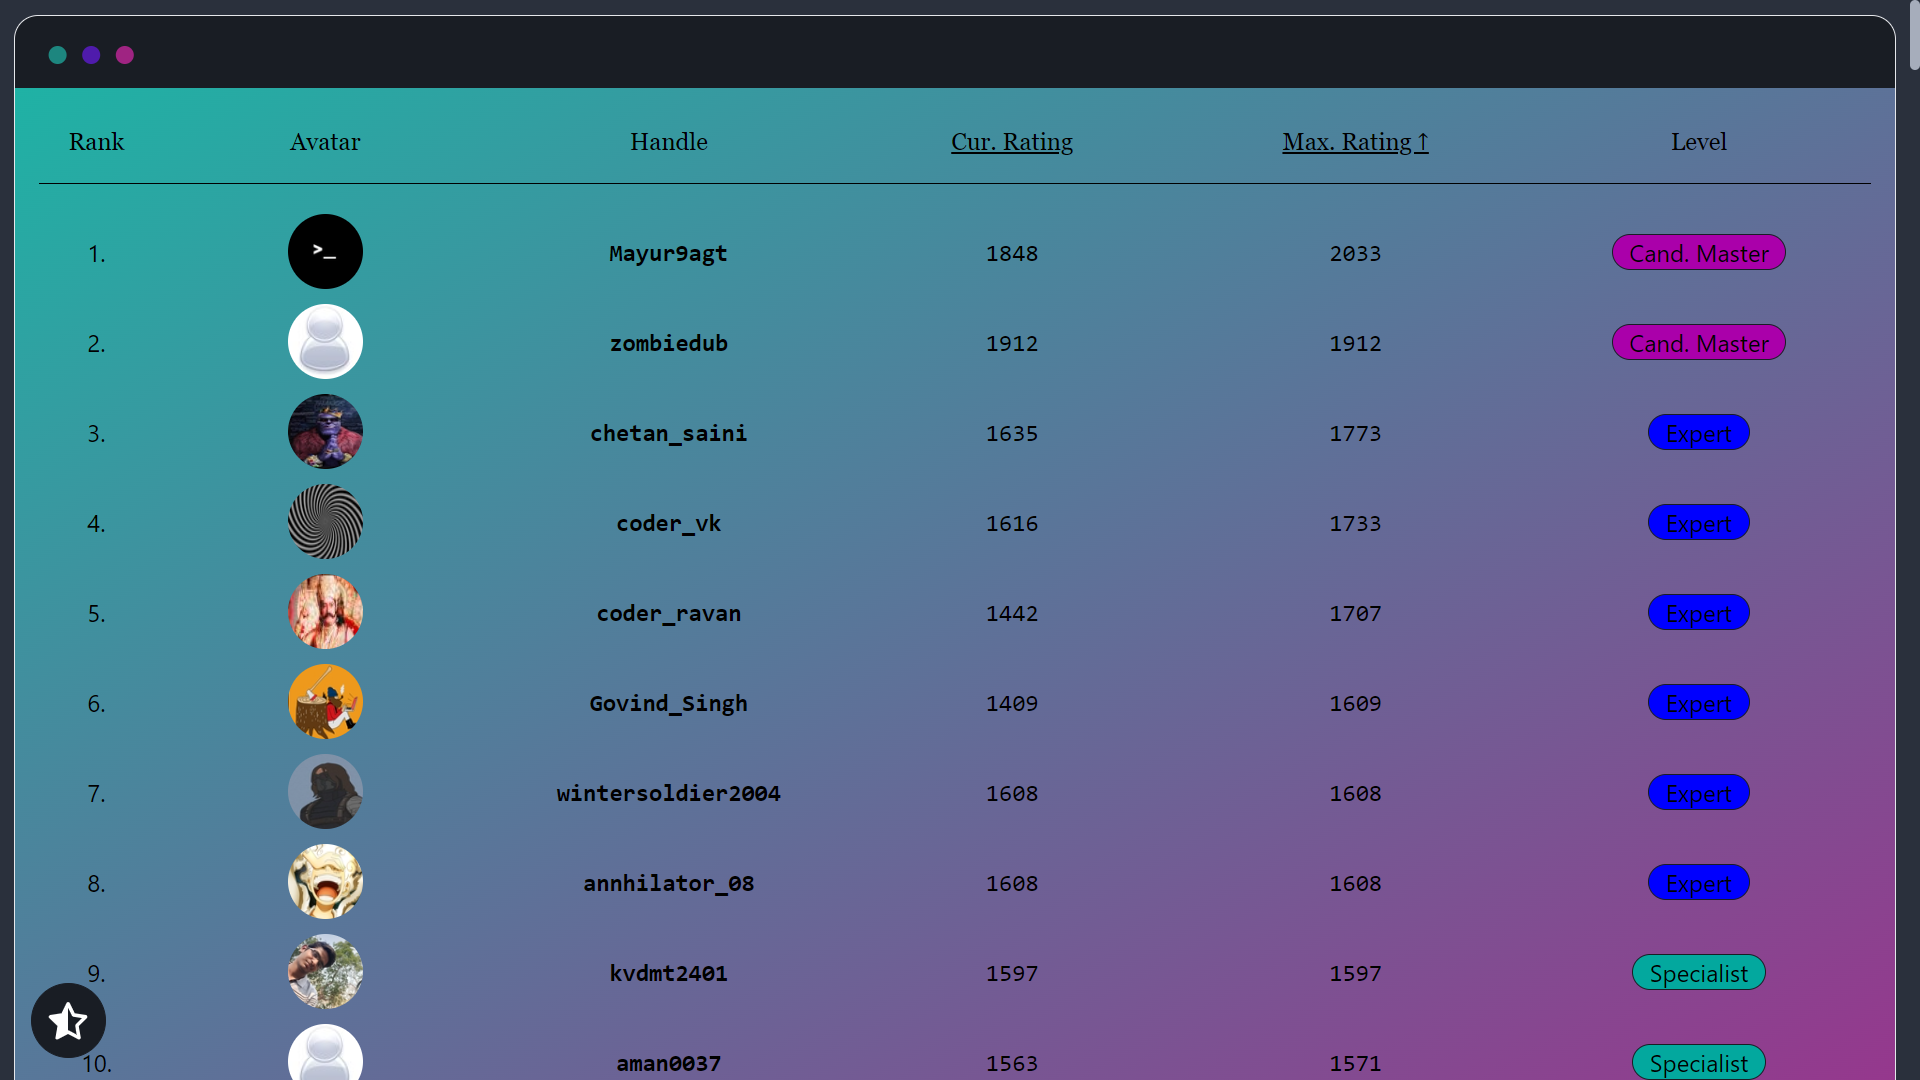 Rank Avatar Handle Cur. Rating Max. Rating ↑ Level
1. >_ Mayur9agt 1848 2033 Cand. Master
2. zombiedub 1912 1912 Cand. Master
3. chetan_saini 1635 1773 Expert
4. coder_vk 1616 1733 Expert
5. coder_ravan 1442 1707 Expert
6. Govind_Singh 1409 1609 Expert
7. wintersoldier2004 1608 1608 Expert
8. annhilator_08 1608 1608 Expert
9. kvdmt2401 1597 1597 Specialist
10. aman0037 1563 1571 Specialist